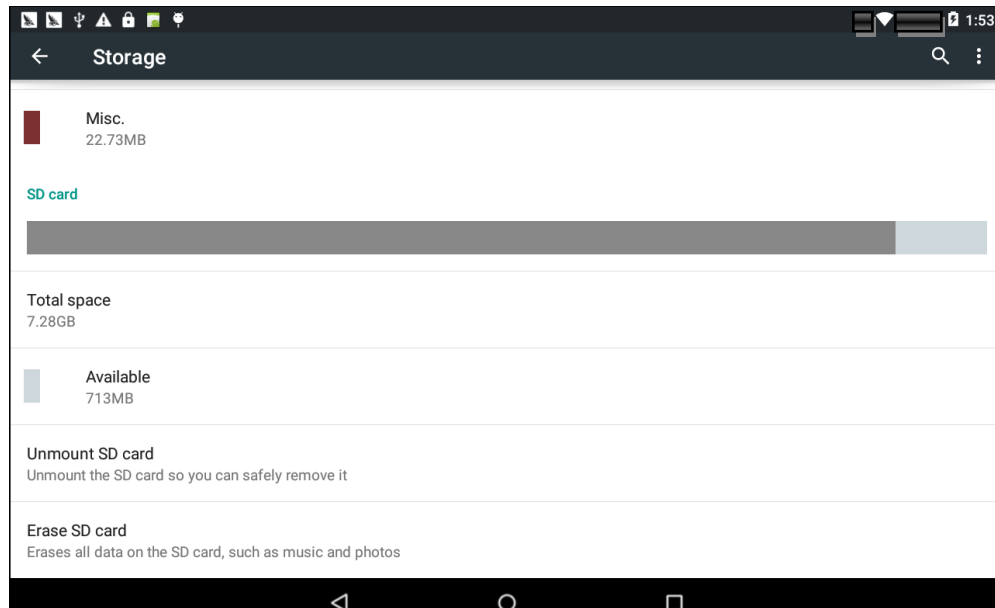 1:53
Storage
Misc.
22.73MB
SD card
Total space
7.28GB
Available
713MB
Unmount SD card
Unmount the SD card so you can safely remove it
Erase SD card
Erases all data on the SD card, such as music and photos